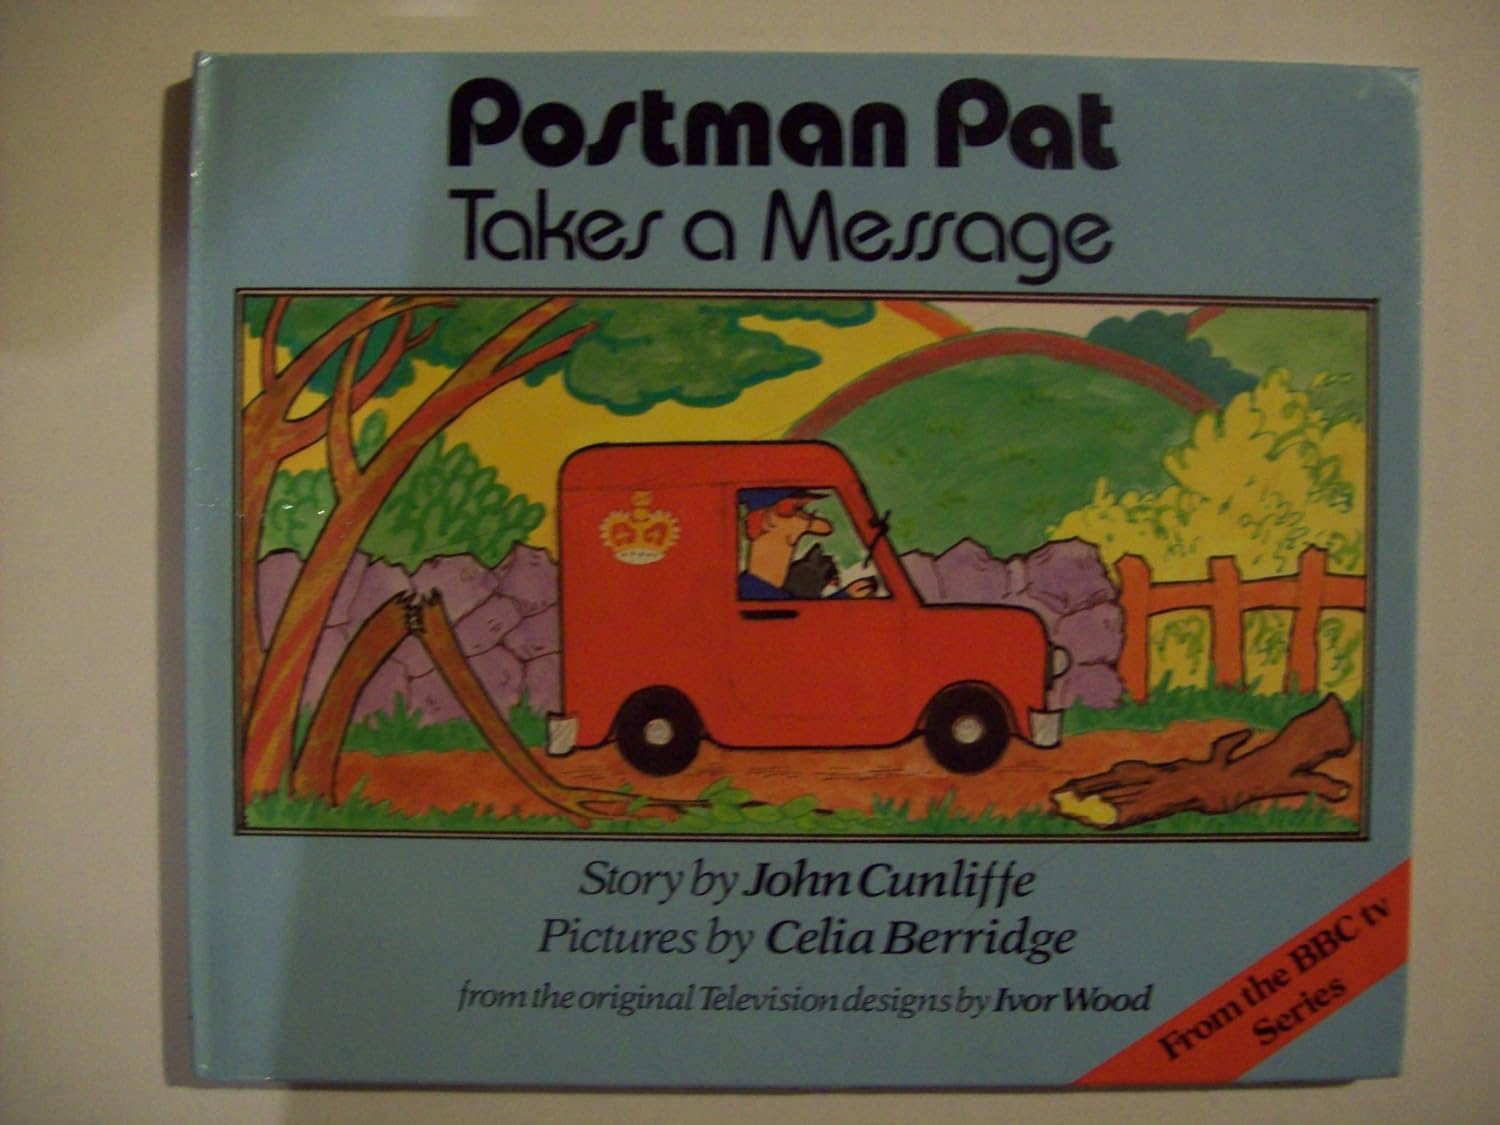 Postman Pat
Takes a Message
Story by John Cunliffe
Pictures by Celia Berridge
from the original Television designs by Ivor Wood
From the BBC tv
Series